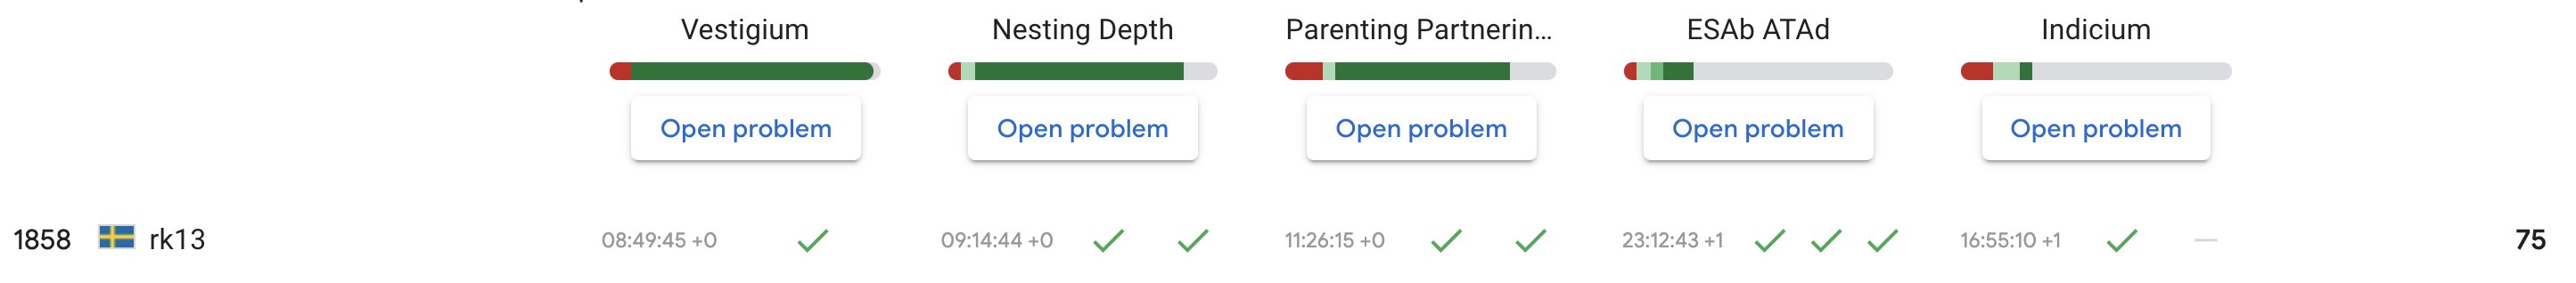 Vestigium Nesting Depth Parenting Partnerin... ESAb ATAd Indicium
Open problem Open problem Open problem Open problem Open problem
1858 rk13 08:49:45 +0 09:14:44 +0 11:26:15 +0 23:12:43 +1 16:55:10 +1 75